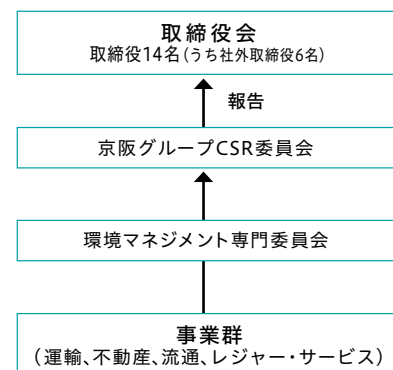 取締役会
取締役14名(うち社外取締役6名)
報告
京阪グループCSR委員会
環境マネジメント専門委員会
事業群
(運輸、不動産、流通、レジャー・サービス)